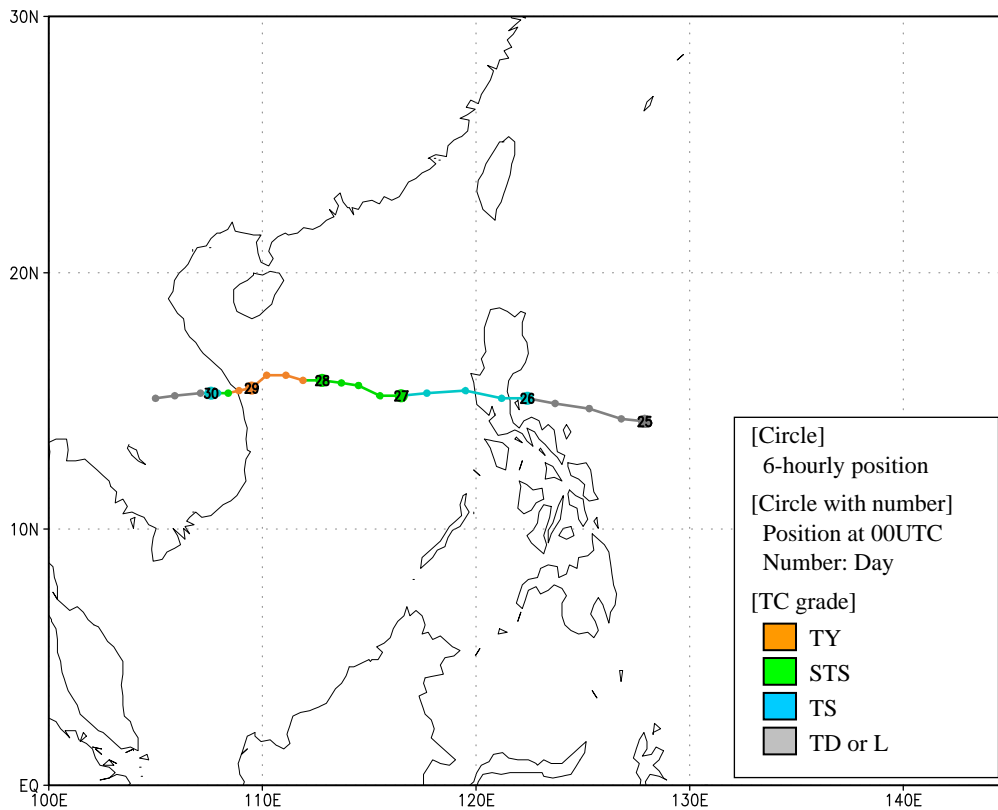 30N
20N
10N
EQ
100E 110E 120E 130E 140E
30 29 28 27 26 25
[Circle]
6-hourly position
[Circle with number]
Position at 00UTC
Number: Day
[TC grade]
TY
STS
TS
TD or L